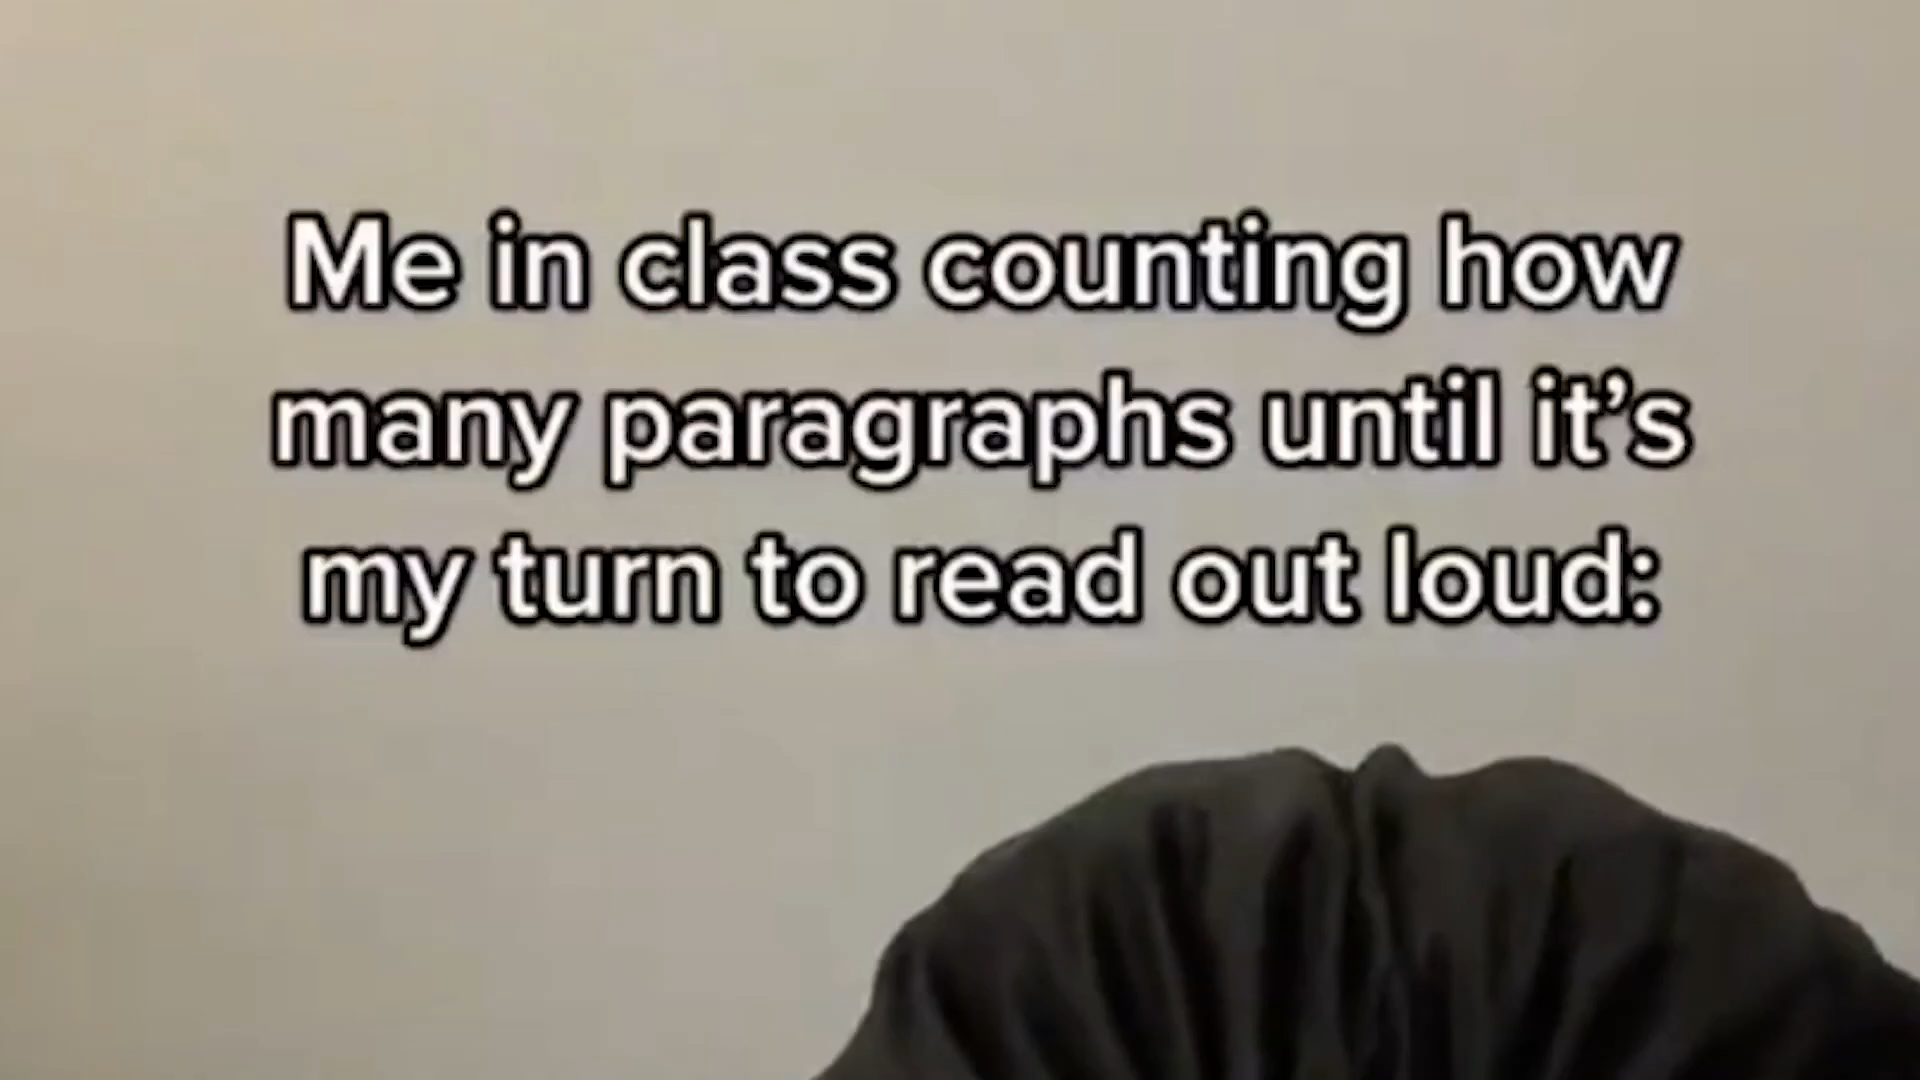 Me in class counting how
many paragraphs until it’s
my turn to read out loud: